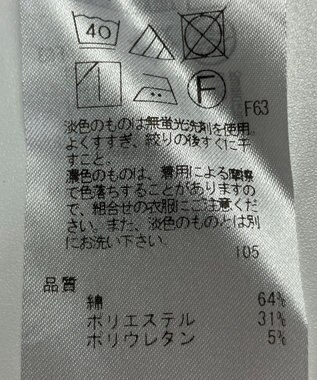 40
F
F63
淡色のものは無蛍光洗剤を使用。
よくすすぎ、絞りの後すぐに干
すこと。
濃色のものは、着用による摩擦
で色落ちすることがありますの
で、組合せの衣服にご注意くだ
さい。また、淡色のものとは別
にお洗い下さい。
105
品質
綿 64%
ポリエステル 31%
ポリウレタン 5%